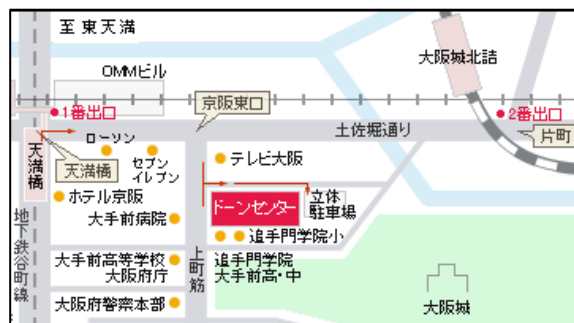 至東天満
OMMビル
大阪城北詰
1番出口
京阪東口
2番出口
ローソン
土佐堀通り
片町
天満橋
天満橋
セブン
イレブン
テレビ大阪
ホテル京阪
ドーンセンター
立体
駐車場
大手前病院
追手門学院小
地下鉄谷町線
上町筋
大手前高等学校
大阪府庁
追手門学院
大手前高・中
大阪府警察本部
大阪城